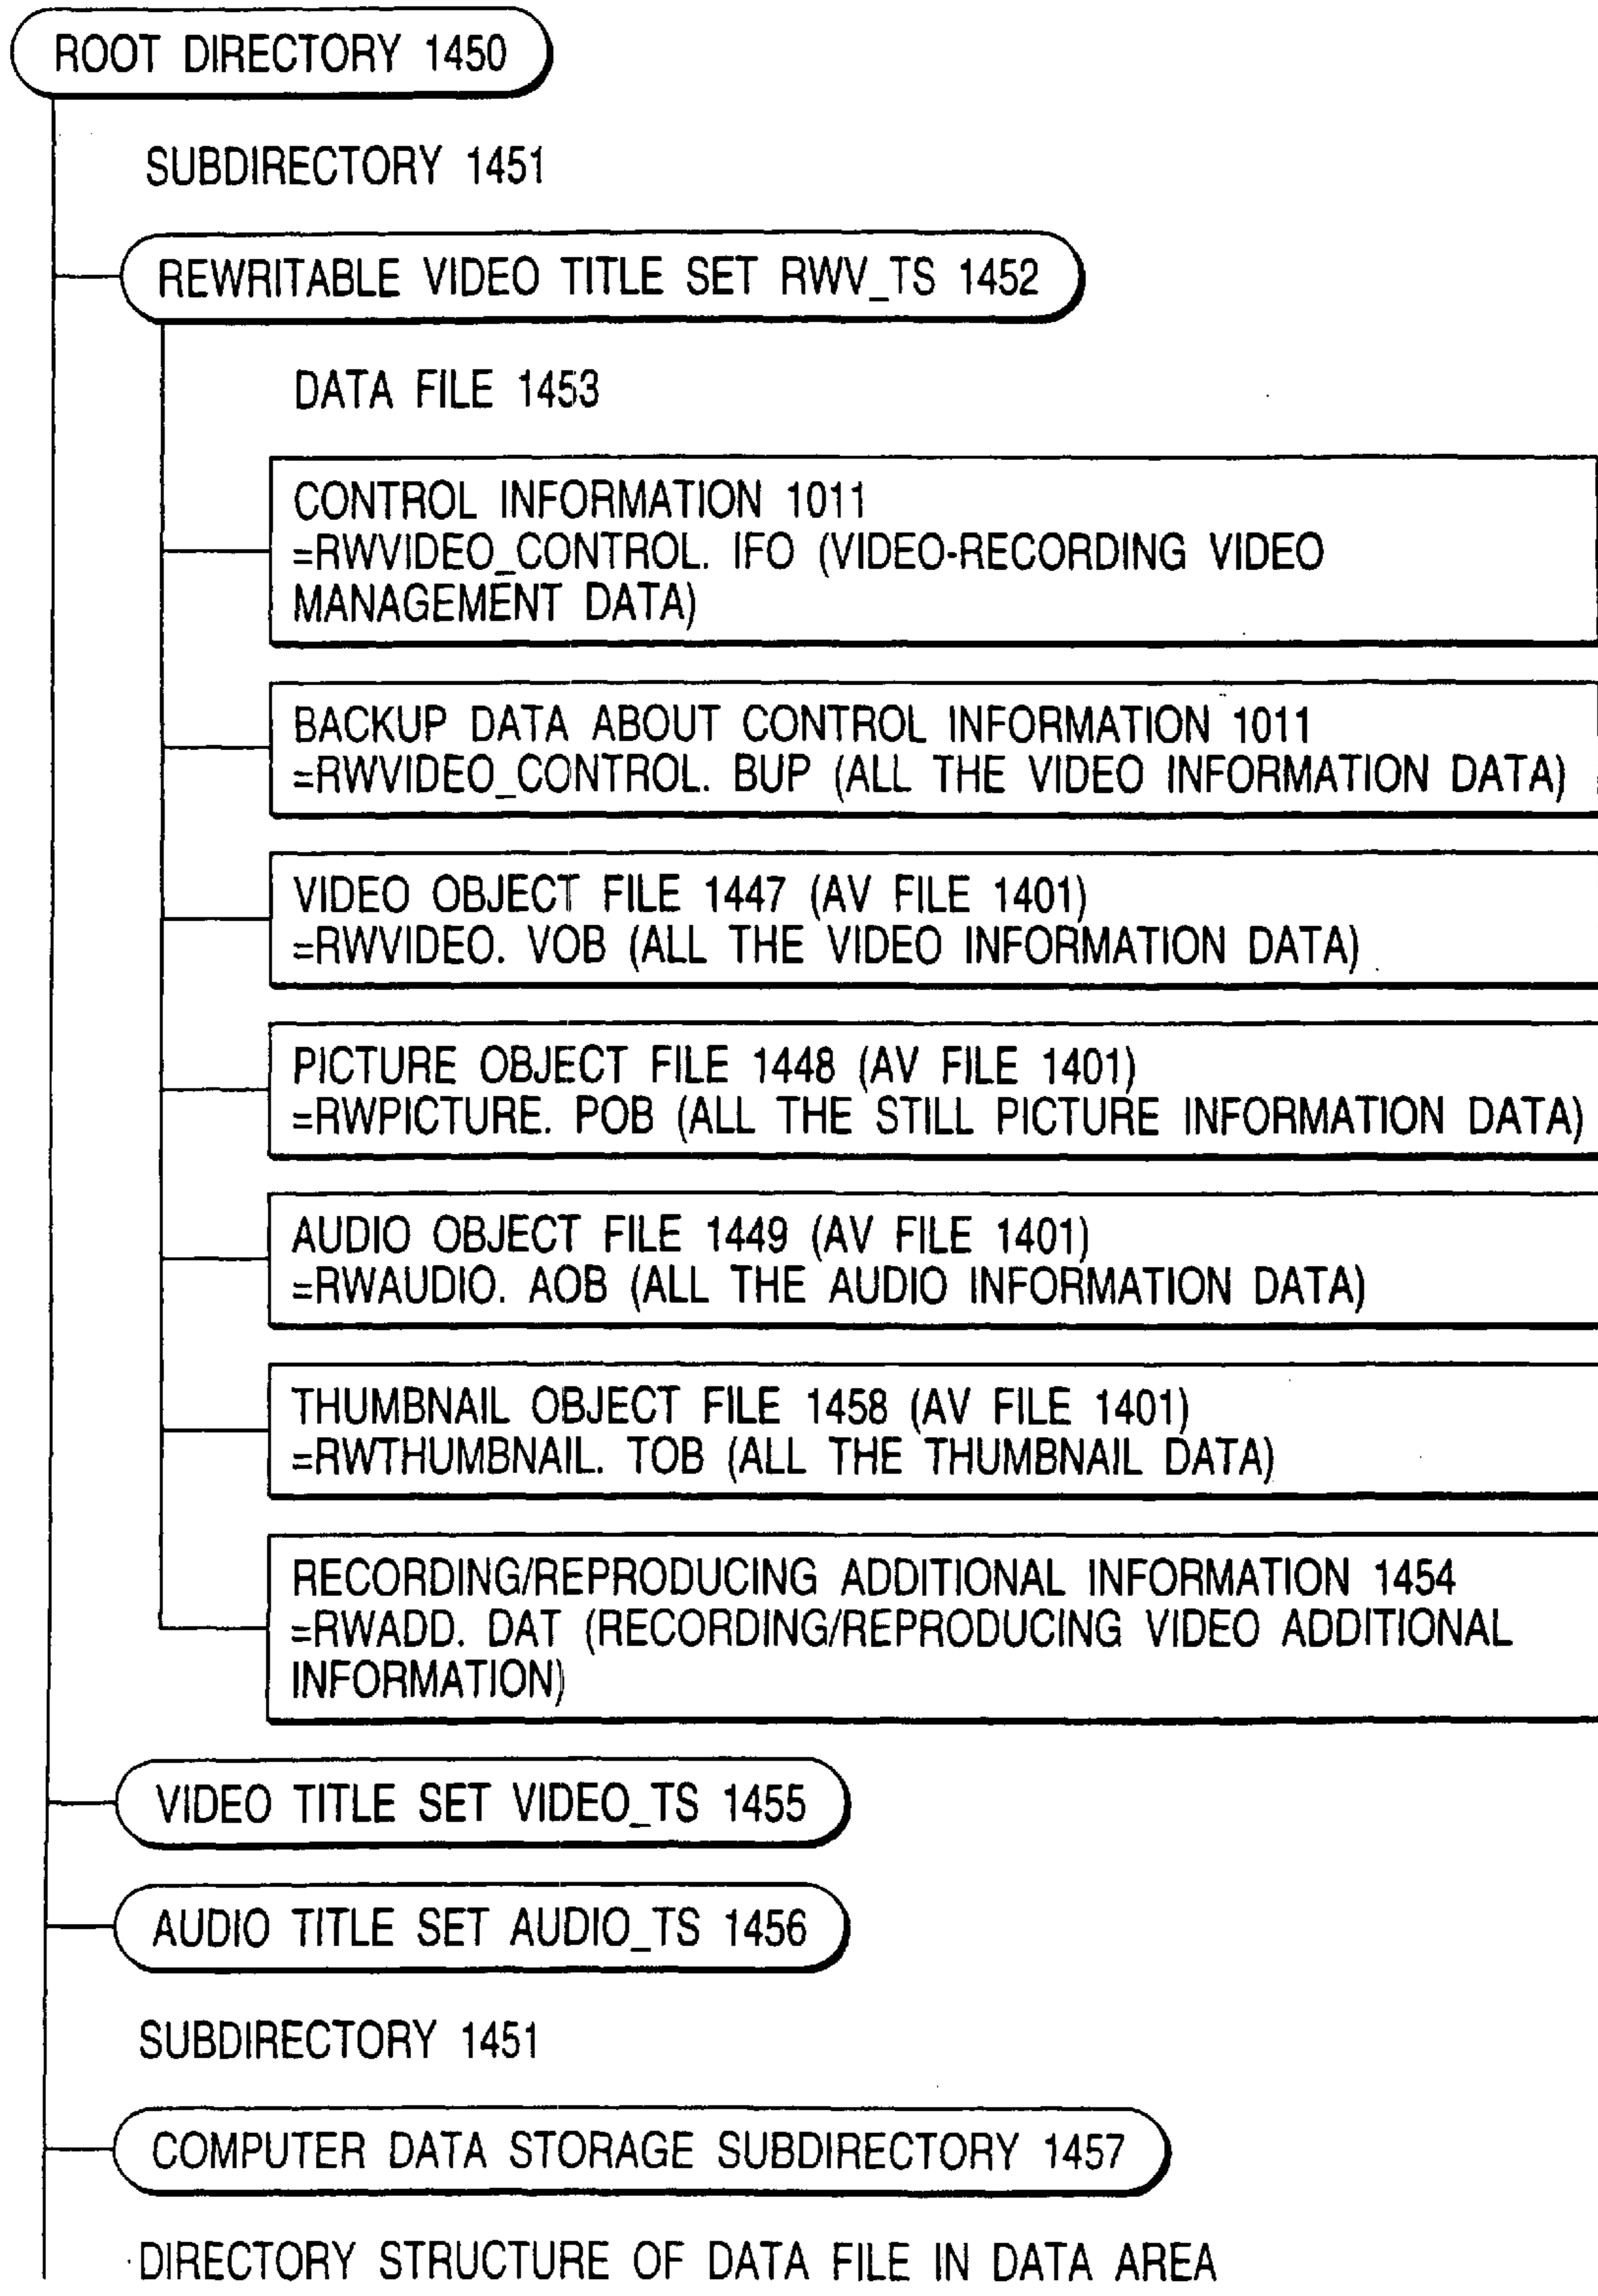 ROOT DIRECTORY 1450
SUBDIRECTORY 1451
REWRITABLE VIDEO TITLE SET RWV_TS 1452
DATA FILE 1453
CONTROL INFORMATION 1011
=RWVIDEO_CONTROL. IFO (VIDEO-RECORDING VIDEO
MANAGEMENT DATA)
BACKUP DATA ABOUT CONTROL INFORMATION 1011
=RWVIDEO_CONTROL. BUP (ALL THE VIDEO INFORMATION DATA)
VIDEO OBJECT FILE 1447 (AV FILE 1401)
=RWVIDEO. VOB (ALL THE VIDEO INFORMATION DATA)
PICTURE OBJECT FILE 1448 (AV FILE 1401)
=RWPICTURE. POB (ALL THE STILL PICTURE INFORMATION DATA)
AUDIO OBJECT FILE 1449 (AV FILE 1401)
=RWAUDIO. AOB (ALL THE AUDIO INFORMATION DATA)
THUMBNAIL OBJECT FILE 1458 (AV FILE 1401)
=RWTHUMBNAIL. TOB (ALL THE THUMBNAIL DATA)
RECORDING/REPRODUCING ADDITIONAL INFORMATION 1454
=RWADD. DAT (RECORDING/REPRODUCING VIDEO ADDITIONAL
INFORMATION)
VIDEO TITLE SET VIDEO_TS 1455
AUDIO TITLE SET AUDIO_TS 1456
SUBDIRECTORY 1451
COMPUTER DATA STORAGE SUBDIRECTORY 1457
DIRECTORY STRUCTURE OF DATA FILE IN DATA AREA